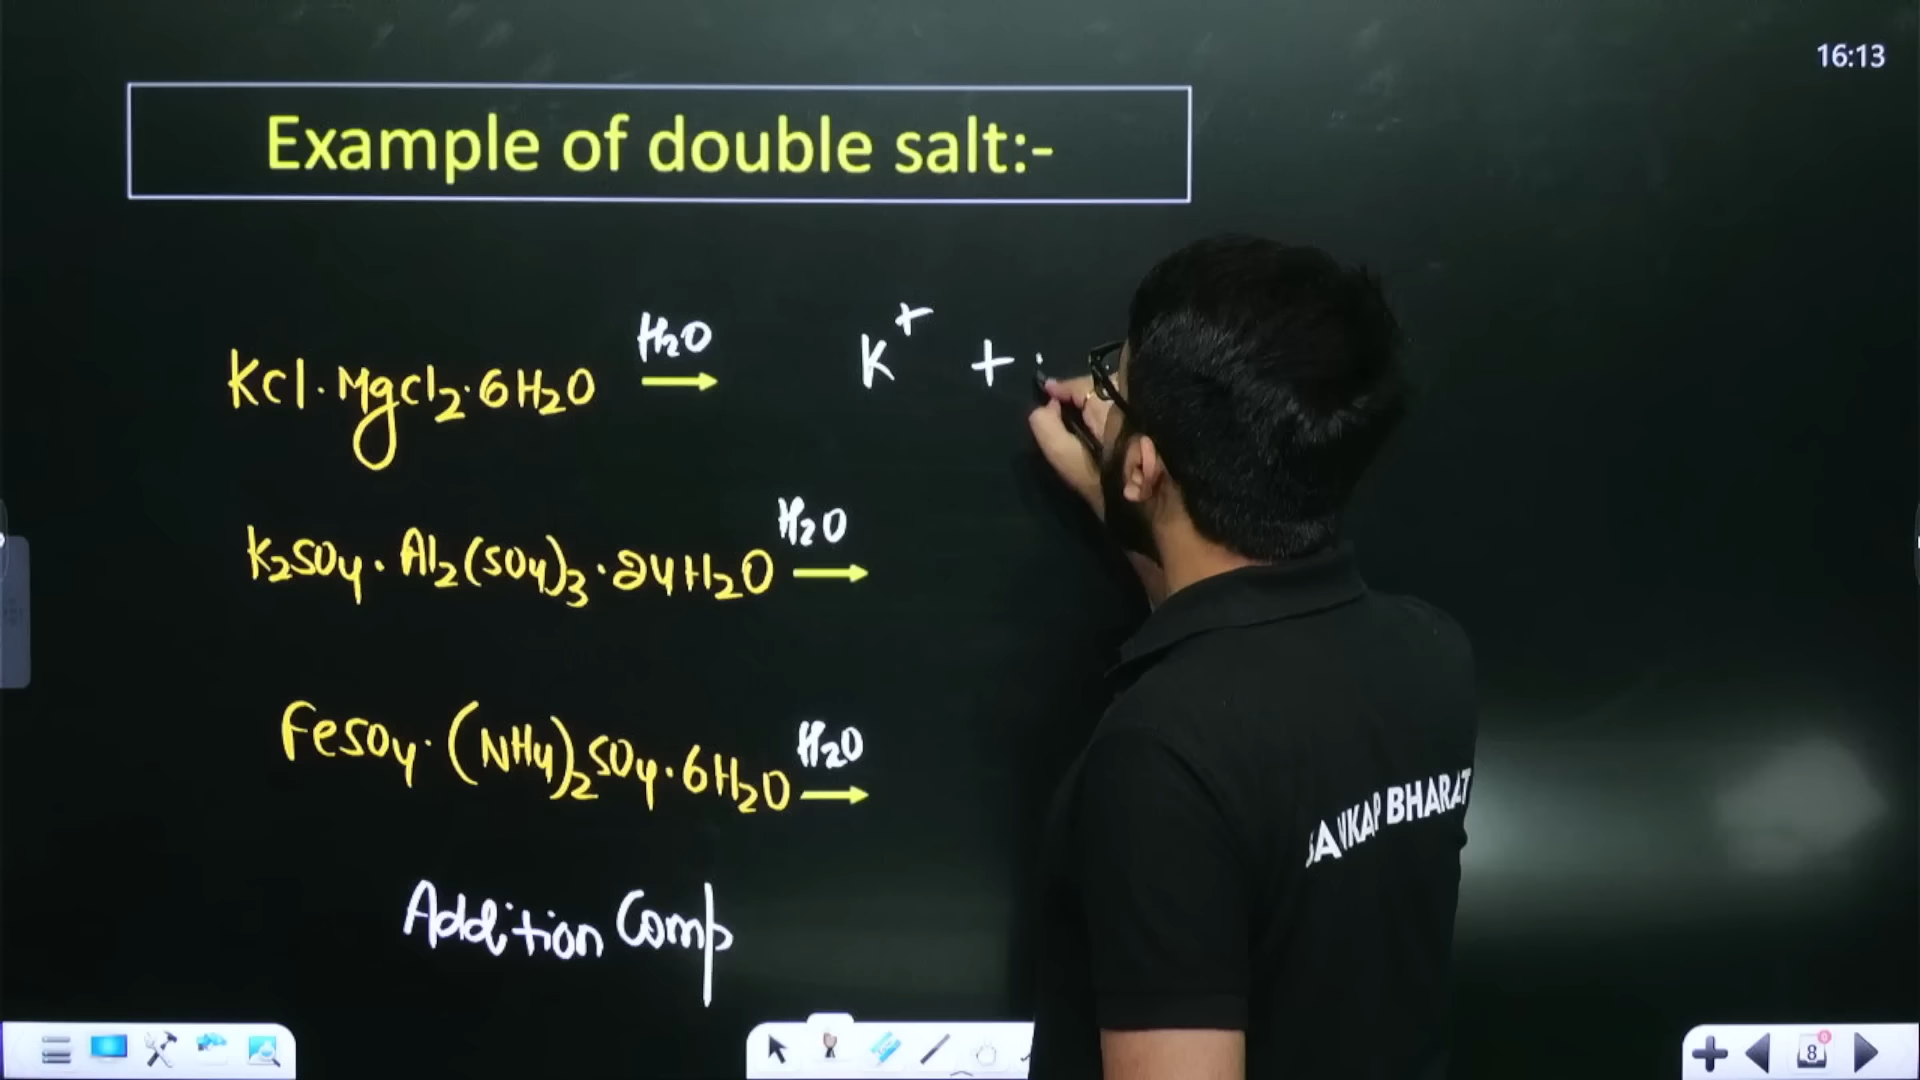 16:13
Example of double salt:-
KCl·MgCl₂·6H₂O H₂O → K⁺ +
K₂SO₄·Al₂(SO₄)₃·24H₂O H₂O →
FeSO₄·(NH₄)₂SO₄·6H₂O H₂O →
Addition Comp
SANKAP BHARAT
8